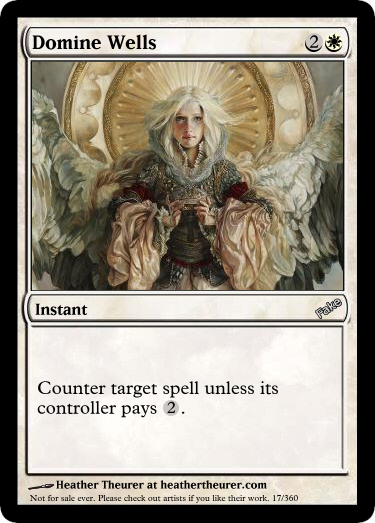 Domine Wells 2
Instant Fake
Counter target spell unless its
controller pays 2.
Heather Theurer at heathertheurer.com
Not for sale ever. Please check out artists if you like their work. 17/360